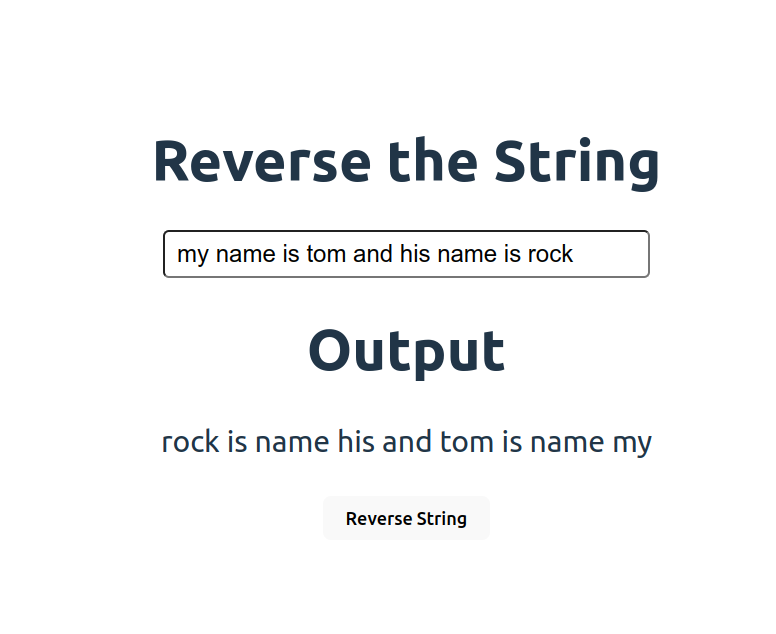 Reverse the String
my name is tom and his name is rock
Output
rock is name his and tom is name my
Reverse String